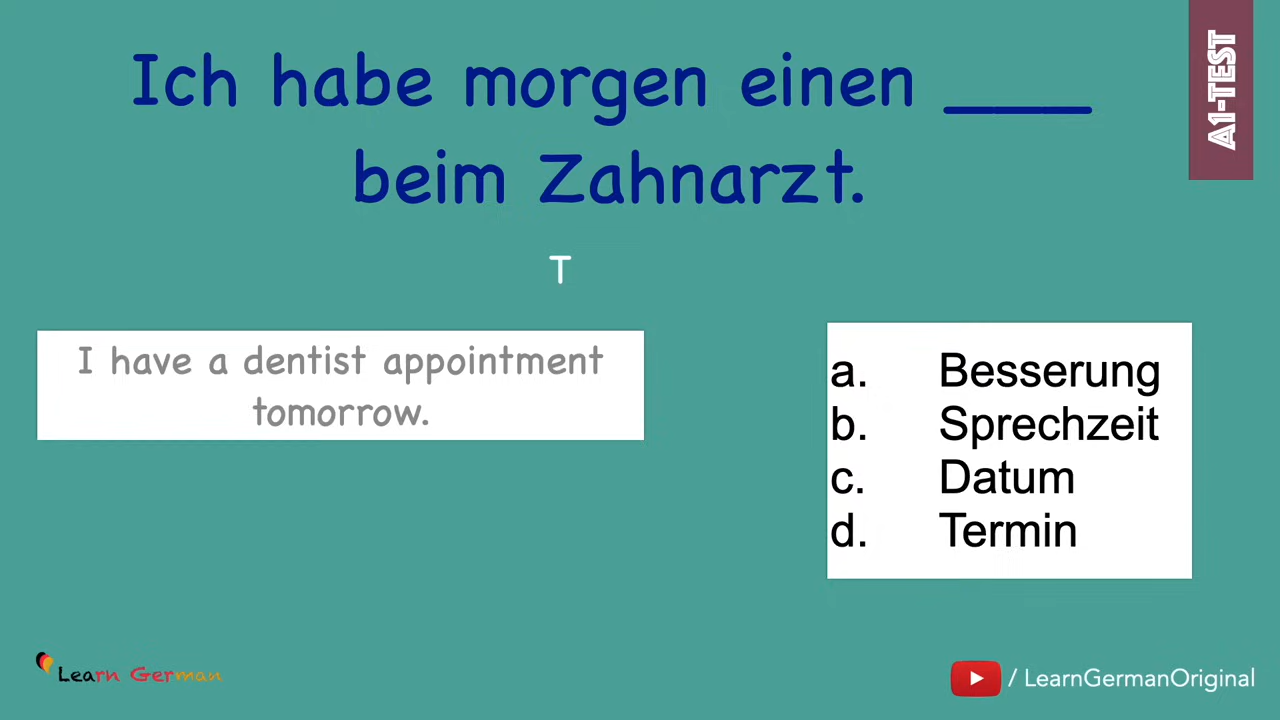 Ich habe morgen einen ___
beim Zahnarzt.
A1-TEST
T
I have a dentist appointment
tomorrow.
a. Besserung
b. Sprechzeit
c. Datum
d. Termin
Learn German
/ LearnGermanOriginal